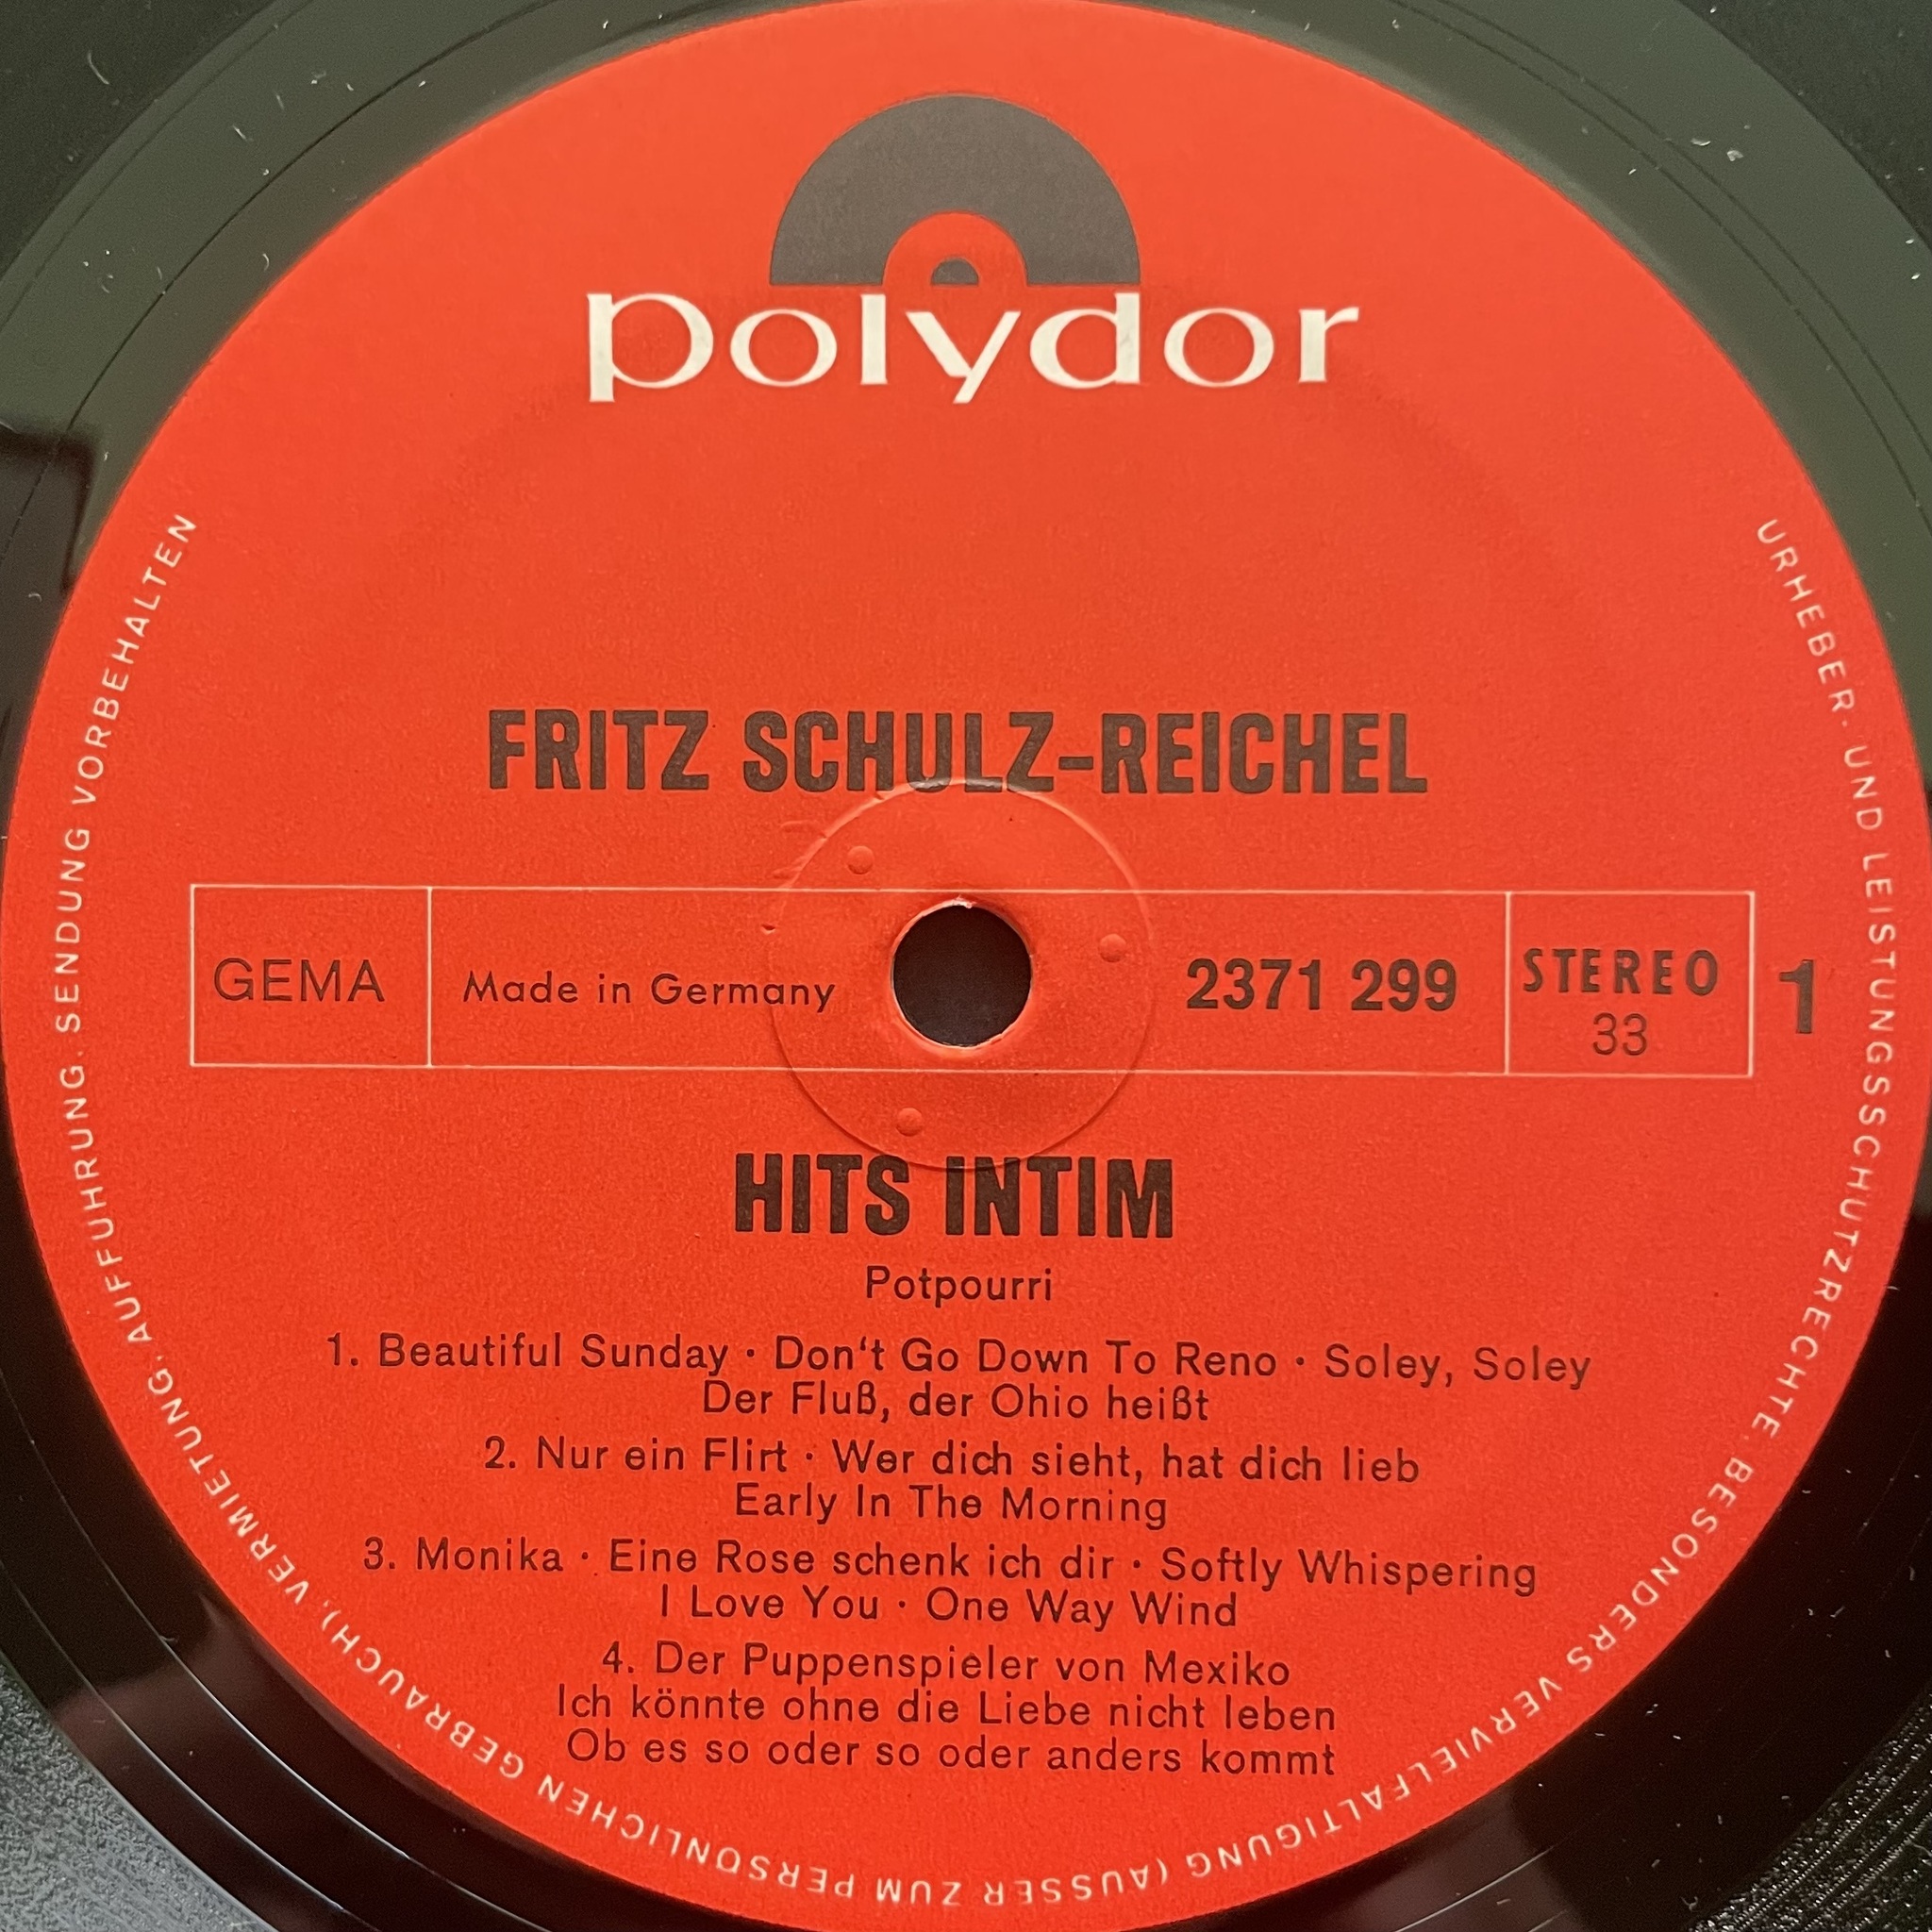 polydor
FRITZ SCHULZ-REICHEL
GEMA
Made in Germany
2371 299
STEREO
33
1
HITS INTIM
Potpourri
1. Beautiful Sunday · Don‘t Go Down To Reno · Soley, Soley
Der Fluß, der Ohio heißt
2. Nur ein Flirt · Wer dich sieht, hat dich lieb
Early In The Morning
3. Monika · Eine Rose schenk ich dir · Softly Whispering
I Love You · One Way Wind
4. Der Puppenspieler von Mexiko
Ich könnte ohne die Liebe nicht leben
Ob es so oder so oder anders kommt
URHEBER- UND LEISTUNGSSCHUTZRECHTE, BESONDERS VERVIELFÄLTIGUNG (AUSSER ZUM PERSÖNLICHEN GEBRAUCH), VERMIETUNG, AUFFÜHRUNG, SENDUNG VORBEHALTEN